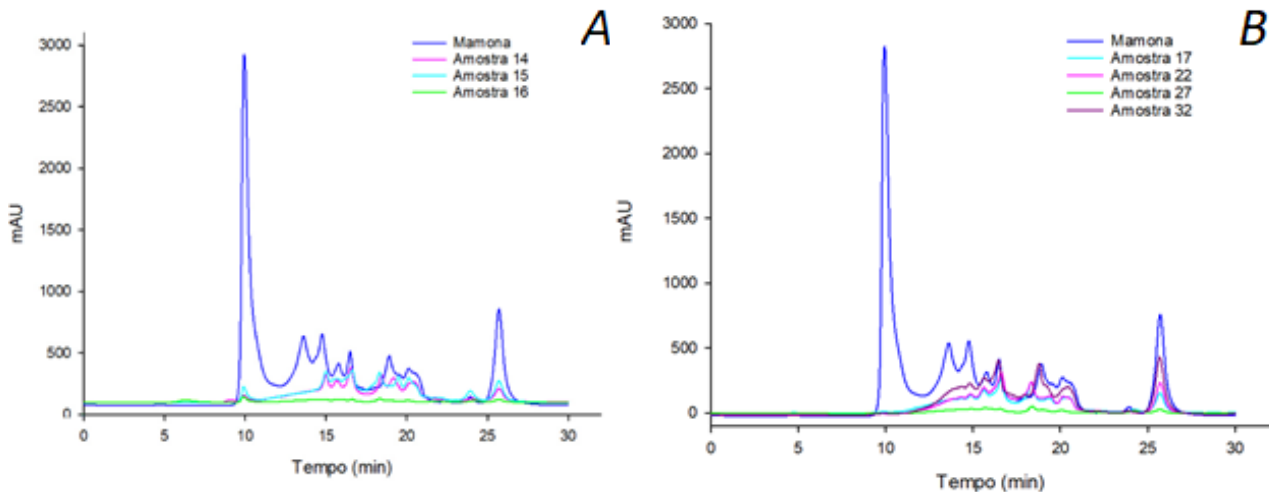 A
Mamona
Amostra 14
Amostra 15
Amostra 16
mAU
3000
2500
2000
1500
1000
500
0
0 5 10 15 20 25 30
Tempo (min)
B
Mamona
Amostra 17
Amostra 22
Amostra 27
Amostra 32
mAU
3000
2500
2000
1500
1000
500
0
0 5 10 15 20 25 30
Tempo (min)